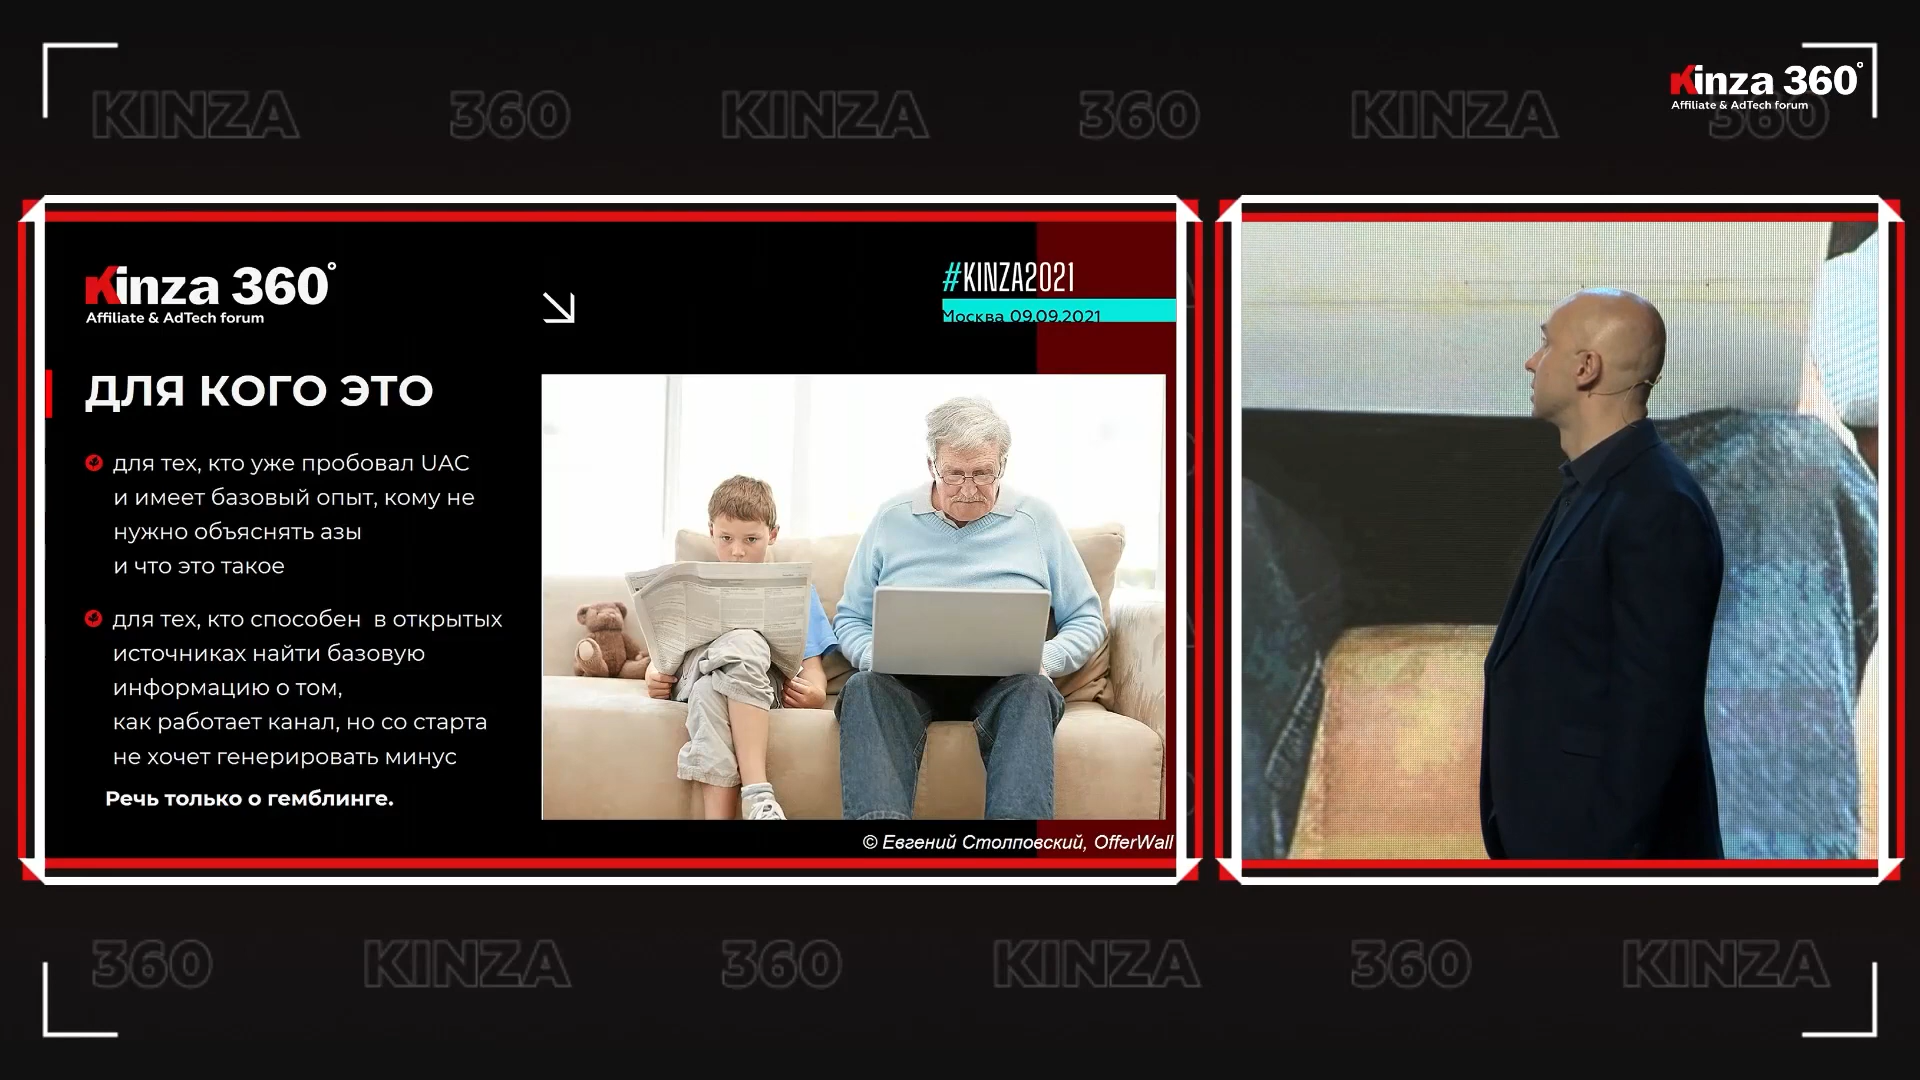 KINZA 360 KINZA 360 KINZA 360
Kinza 360°
Affiliate & AdTech forum
Kinza 360°
Affiliate & AdTech forum
#KINZA2021
Москва 09.09.2021
ДЛЯ КОГО ЭТО
для тех, кто уже пробовал UAC
и имеет базовый опыт, кому не
нужно объяснять азы
и что это такое
для тех, кто способен в открытых
источниках найти базовую
информацию о том,
как работает канал, но со старта
не хочет генерировать минус
Речь только о гемблинге.
© Евгений Столповский, OfferWall
360 KINZA 360 KINZA 360 KINZA